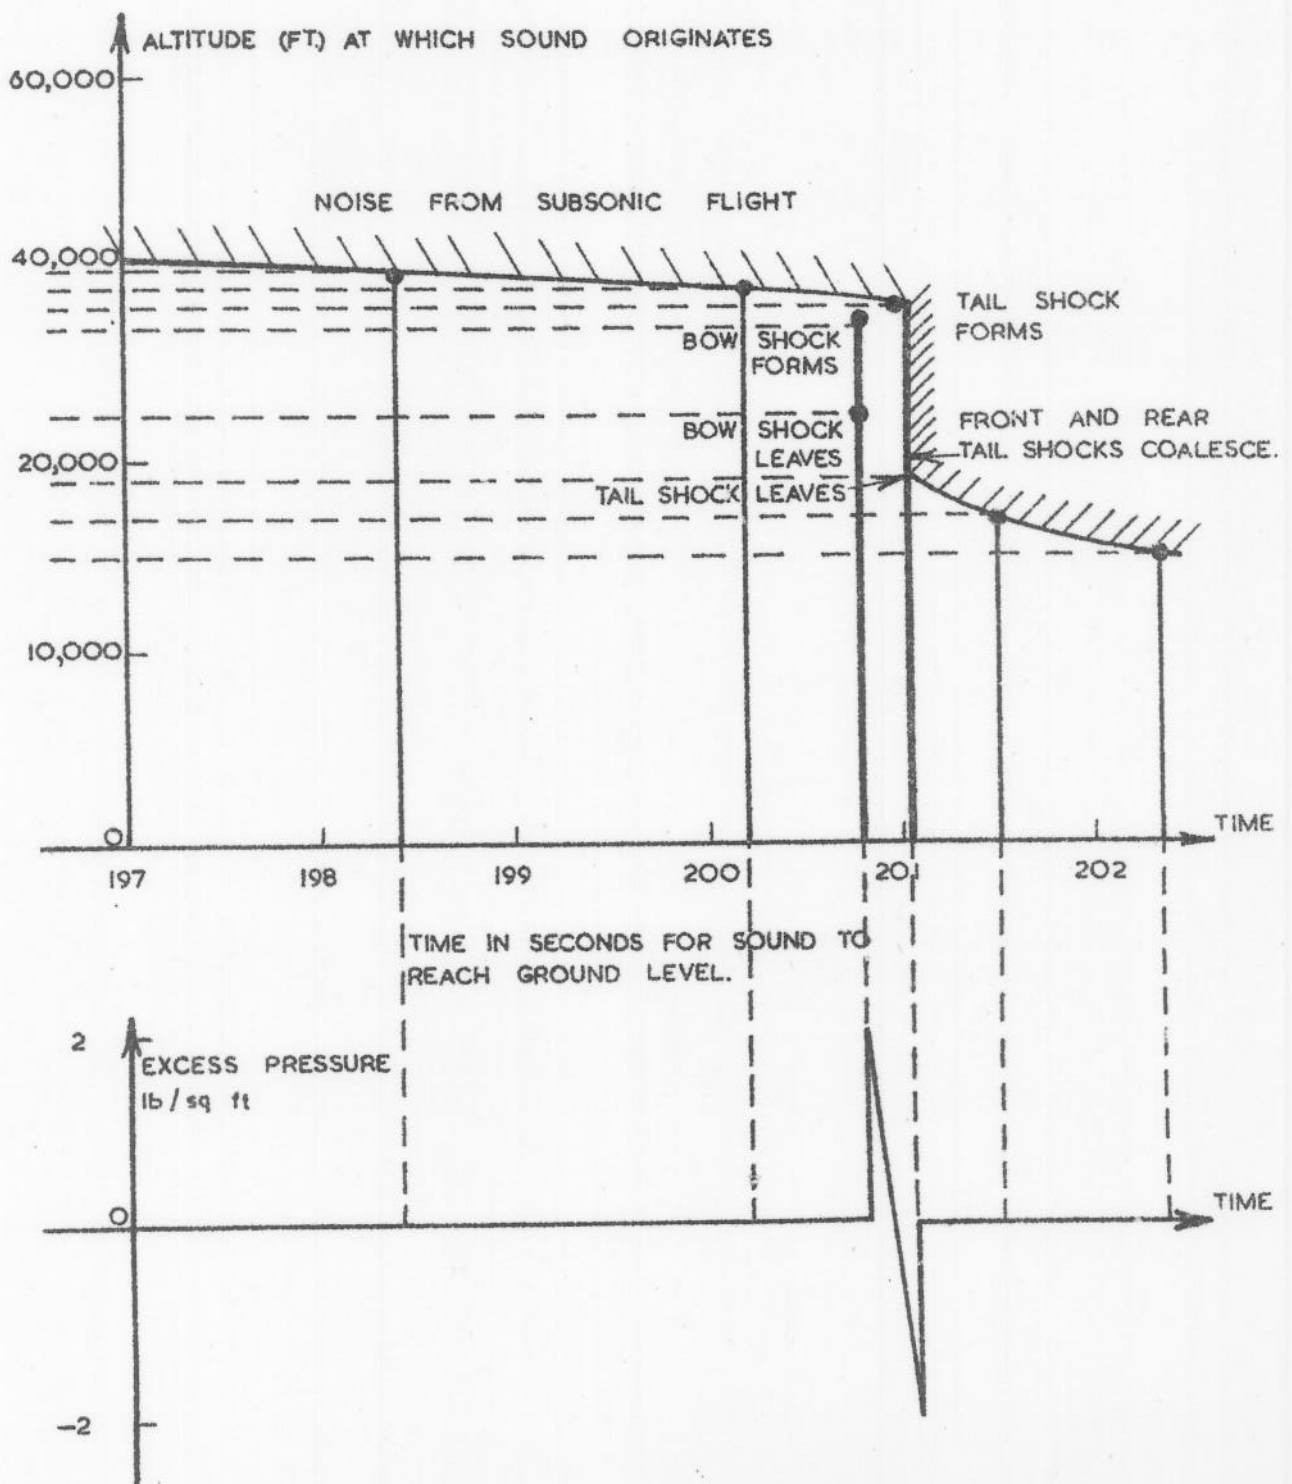 ALTITUDE (FT.) AT WHICH SOUND ORIGINATES
60,000
NOISE FROM SUBSONIC FLIGHT
40,000
TAIL SHOCK
FORMS
BOW SHOCK
FORMS
FRONT AND REAR
TAIL SHOCKS COALESCE.
BOW SHOCK
LEAVES
20,000
TAIL SHOCK LEAVES
10,000
0
TIME
197 198 199 200 201 202
TIME IN SECONDS FOR SOUND TO
REACH GROUND LEVEL.
2
EXCESS PRESSURE
lb/sq ft
0
TIME
-2